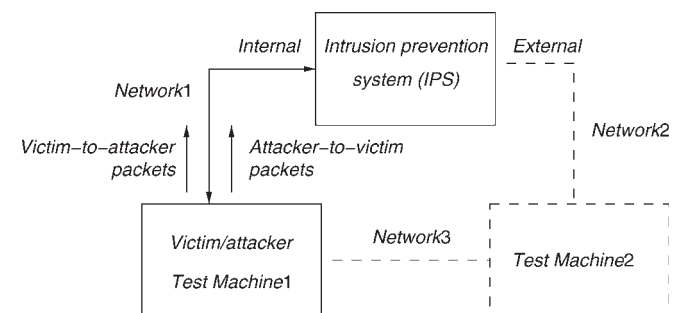 Internal
Intrusion prevention
system (IPS)
External
Network1
Network2
Victim−to−attacker
packets
Attacker−to−victim
packets
Victim/attacker
Test Machine1
Network3
Test Machine2